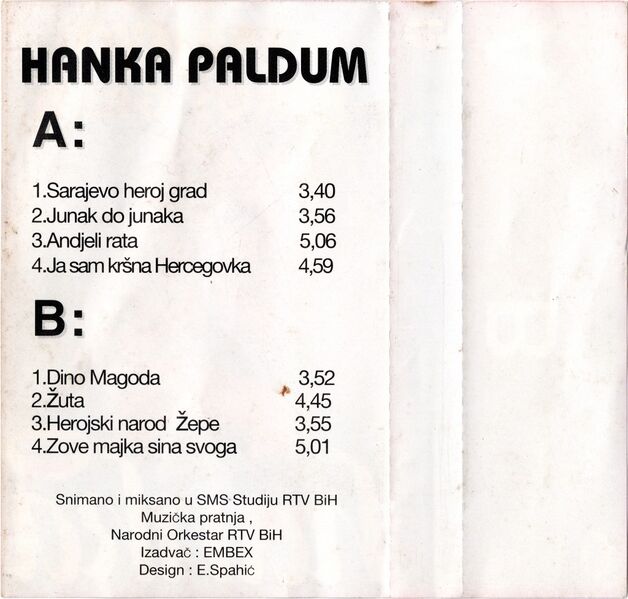 HANKA PALDUM
A:
1.Sarajevo heroj grad 3,40
2.Junak do junaka 3,56
3.Andjeli rata 5,06
4.Ja sam kršna Hercegovka 4,59
B:
1.Dino Magoda 3,52
2.Žuta 4,45
3.Herojski narod Žepe 3,55
4.Zove majka sina svoga 5,01
Snimano i miksano u SMS Studiju RTV BiH
Muzička pratnja ,
Narodni Orkestar RTV BiH
Izadvač : EMBEX
Design : E.Spahić